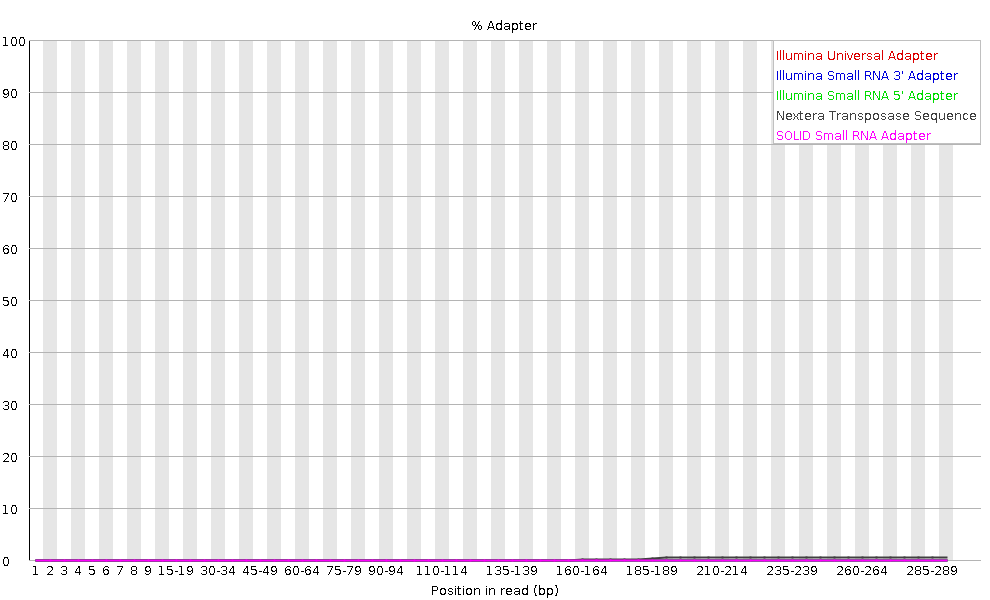 % Adapter
100
90
80
70
60
50
40
30
20
10
0
Illumina Universal Adapter
Illumina Small RNA 3' Adapter
Illumina Small RNA 5' Adapter
Nextera Transposase Sequence
SOLID Small RNA Adapter
1 2 3 4 5 6 7 8 9 15-19 30-34 45-49 60-64 75-79 90-94 110-114 135-139 160-164 185-189 210-214 235-239 260-264 285-289
Position in read (bp)